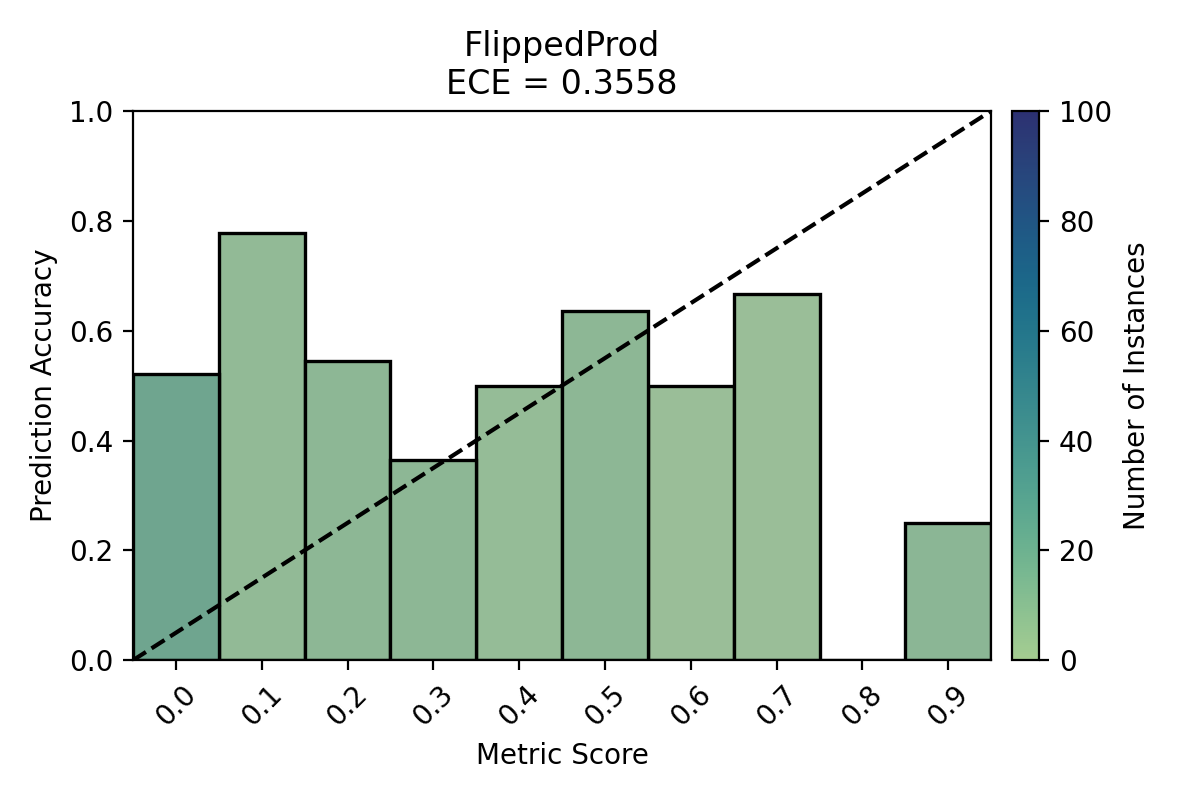 FlippedProd
ECE = 0.3558
1.0
0.8
0.6
0.4
0.2
0.0
Prediction Accuracy
0.0 0.1 0.2 0.3 0.4 0.5 0.6 0.7 0.8 0.9
Metric Score
100
80
60
40
20
0
Number of Instances